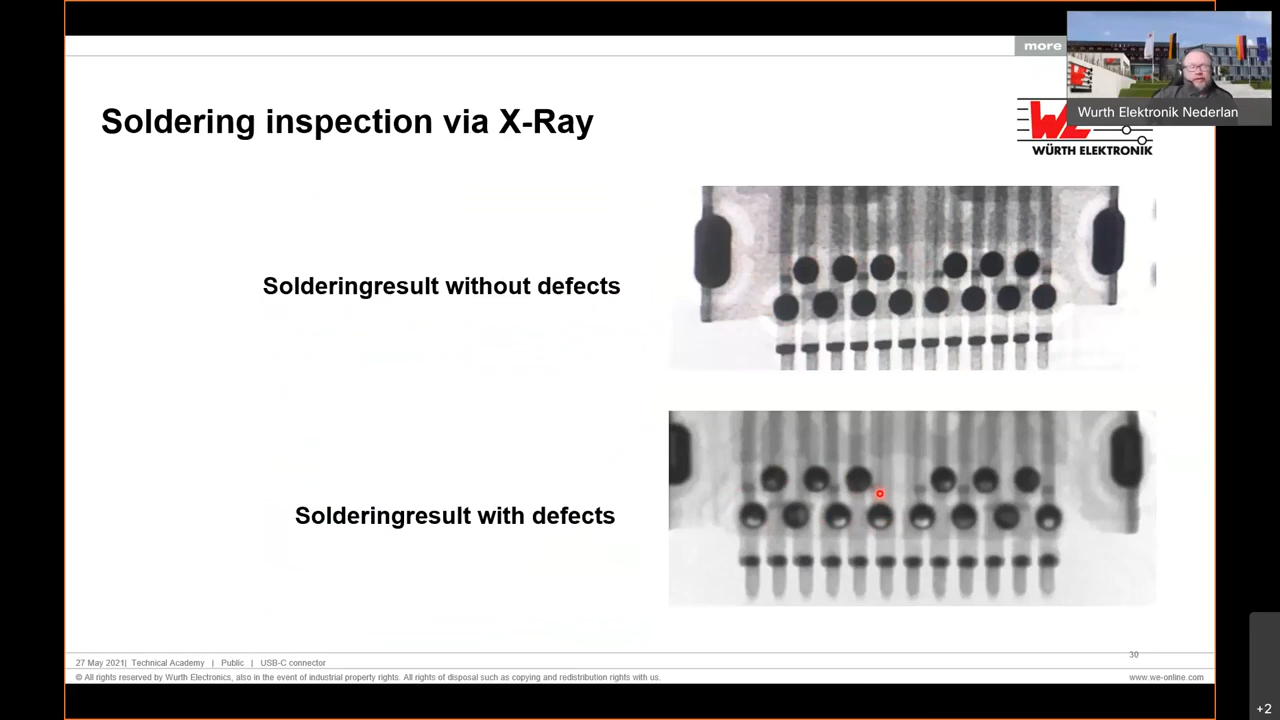 more
Wurth Elektronik Nederlan
Soldering inspection via X-Ray
WE
WÜRTH ELEKTRONIK
Solderingresult without defects
Solderingresult with defects
30
27 May 2021| Technical Academy | Public | USB-C connector
© All rights reserved by Wurth Electronics, also in the event of industrial property rights. All rights of disposal such as copying and redistribution rights with us.
www.we-online.com
+2